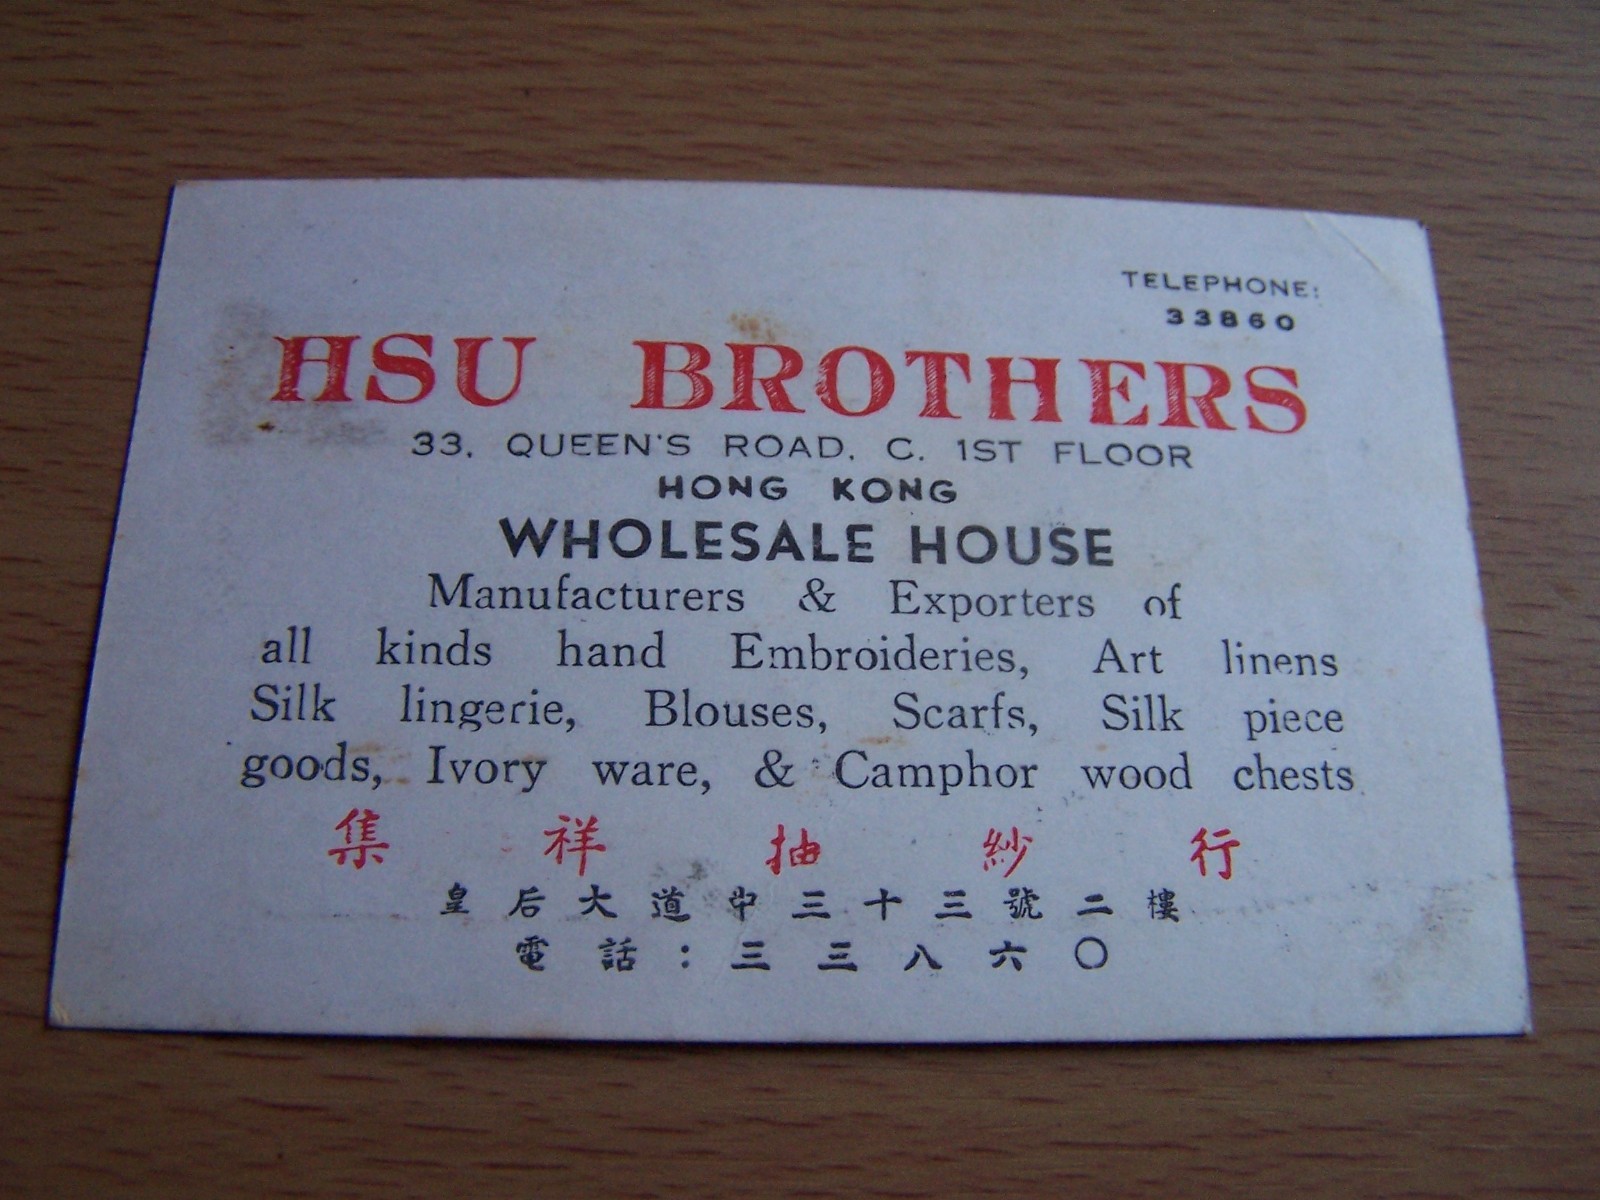 TELEPHONE:
33860
HSU BROTHERS
33, QUEEN'S ROAD, C. 1ST FLOOR
HONG KONG
WHOLESALE HOUSE
Manufacturers & Exporters of
all kinds hand Embroideries, Art linens
Silk lingerie, Blouses, Scarfs, Silk piece
goods, Ivory ware, & Camphor wood chests
集祥抽紗行
皇后大道中三十三號二樓
電話：三三八六〇